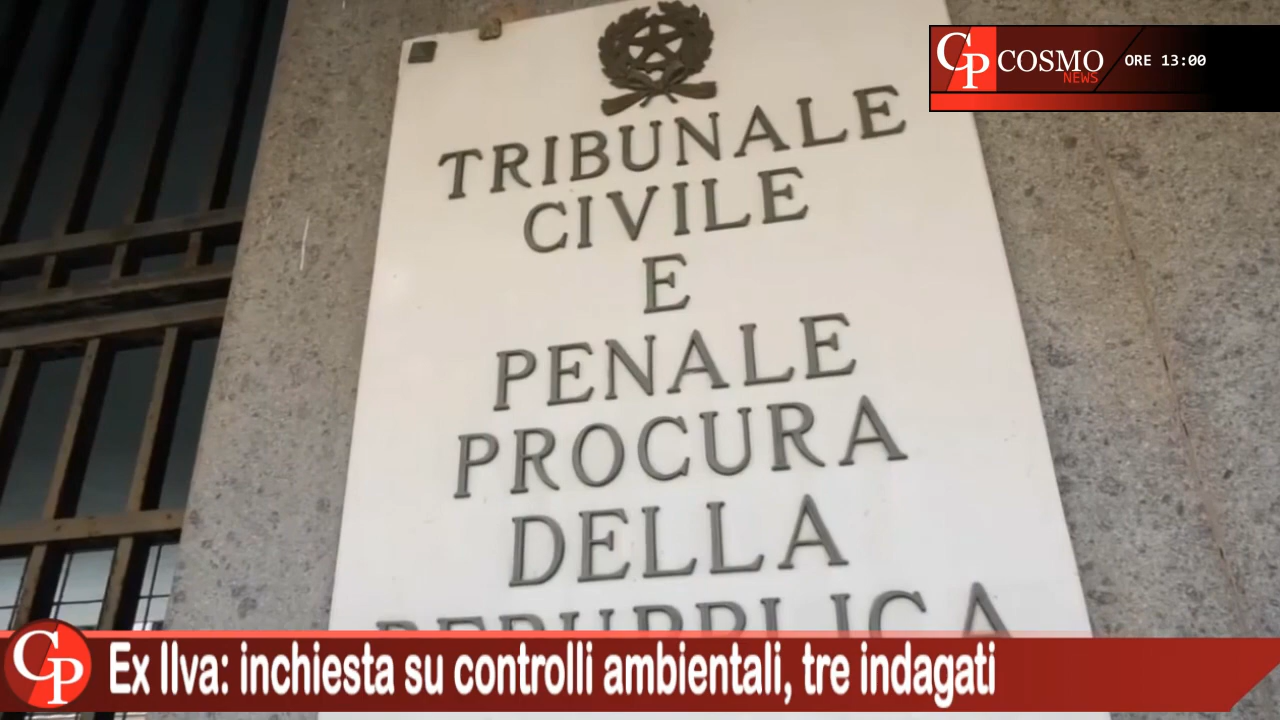 CP COSMO
NEWS
ORE 13:00
TRIBUNALE
CIVILE
E
PENALE
PROCURA
DELLA
REPUBBLICA
CP
Ex Ilva: inchiesta su controlli ambientali, tre indagati